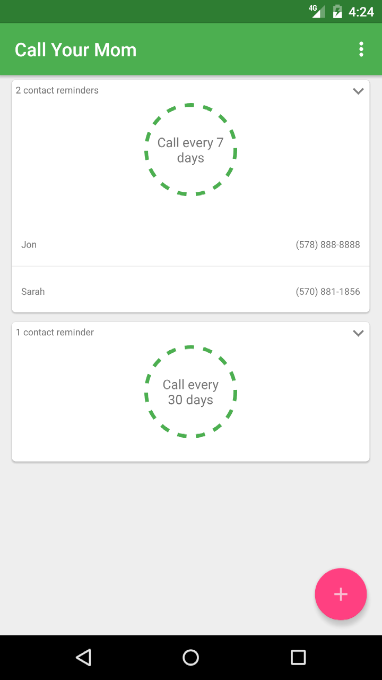 4G 4:24
Call Your Mom
2 contact reminders
Call every 7
days
Jon (578) 888-8888
Sarah (570) 881-1856
1 contact reminder
Call every
30 days
+